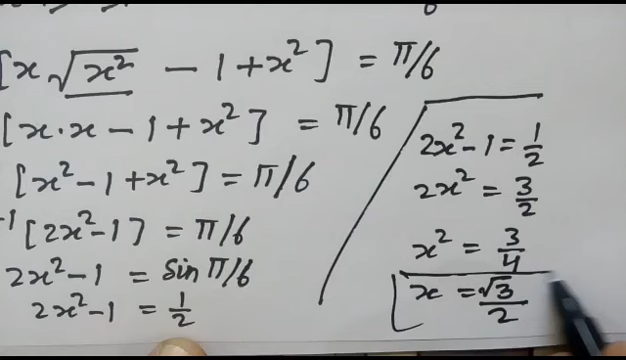 [x √x² - 1 + x²] = π/6
[x·x - 1 + x²] = π/6
[x² - 1 + x²] = π/6
⁻¹ [2x² - 1] = π/6
2x² - 1 = sin π/6
2x² - 1 = 1/2
2x² - 1 = 1/2
2x² = 3/2
x² = 3/4
x = √3/2